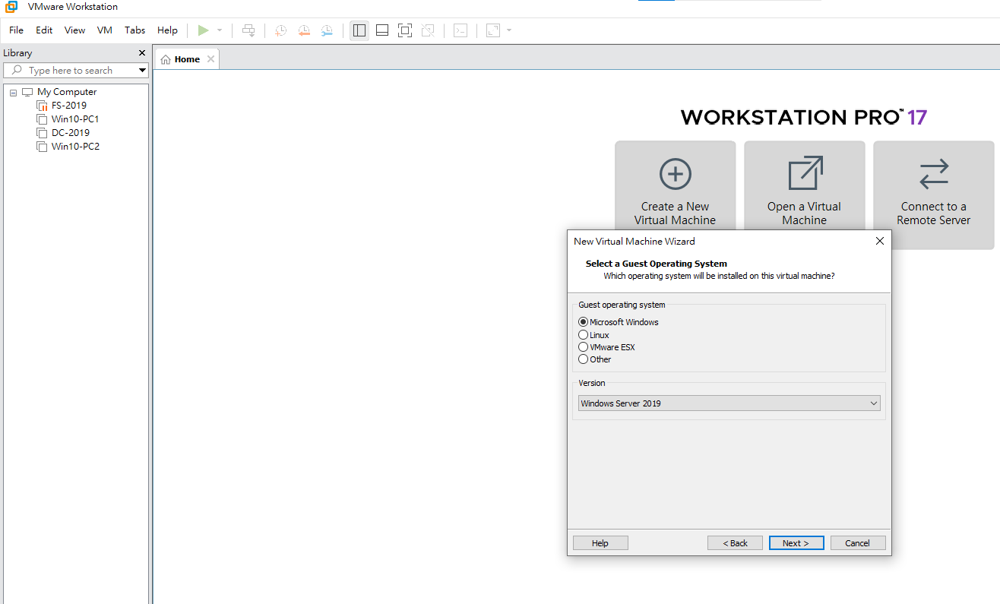 VMware Workstation
File Edit View VM Tabs Help
Library
Type here to search
My Computer
FS-2019
Win10-PC1
DC-2019
Win10-PC2
Home
WORKSTATION PRO™ 17
Create a New
Virtual Machine
Open a Virtual
Machine
Connect to a
Remote Server
New Virtual Machine Wizard
Select a Guest Operating System
Which operating system will be installed on this virtual machine?
Guest operating system
Microsoft Windows
Linux
VMware ESX
Other
Version
Windows Server 2019
Help < Back Next > Cancel